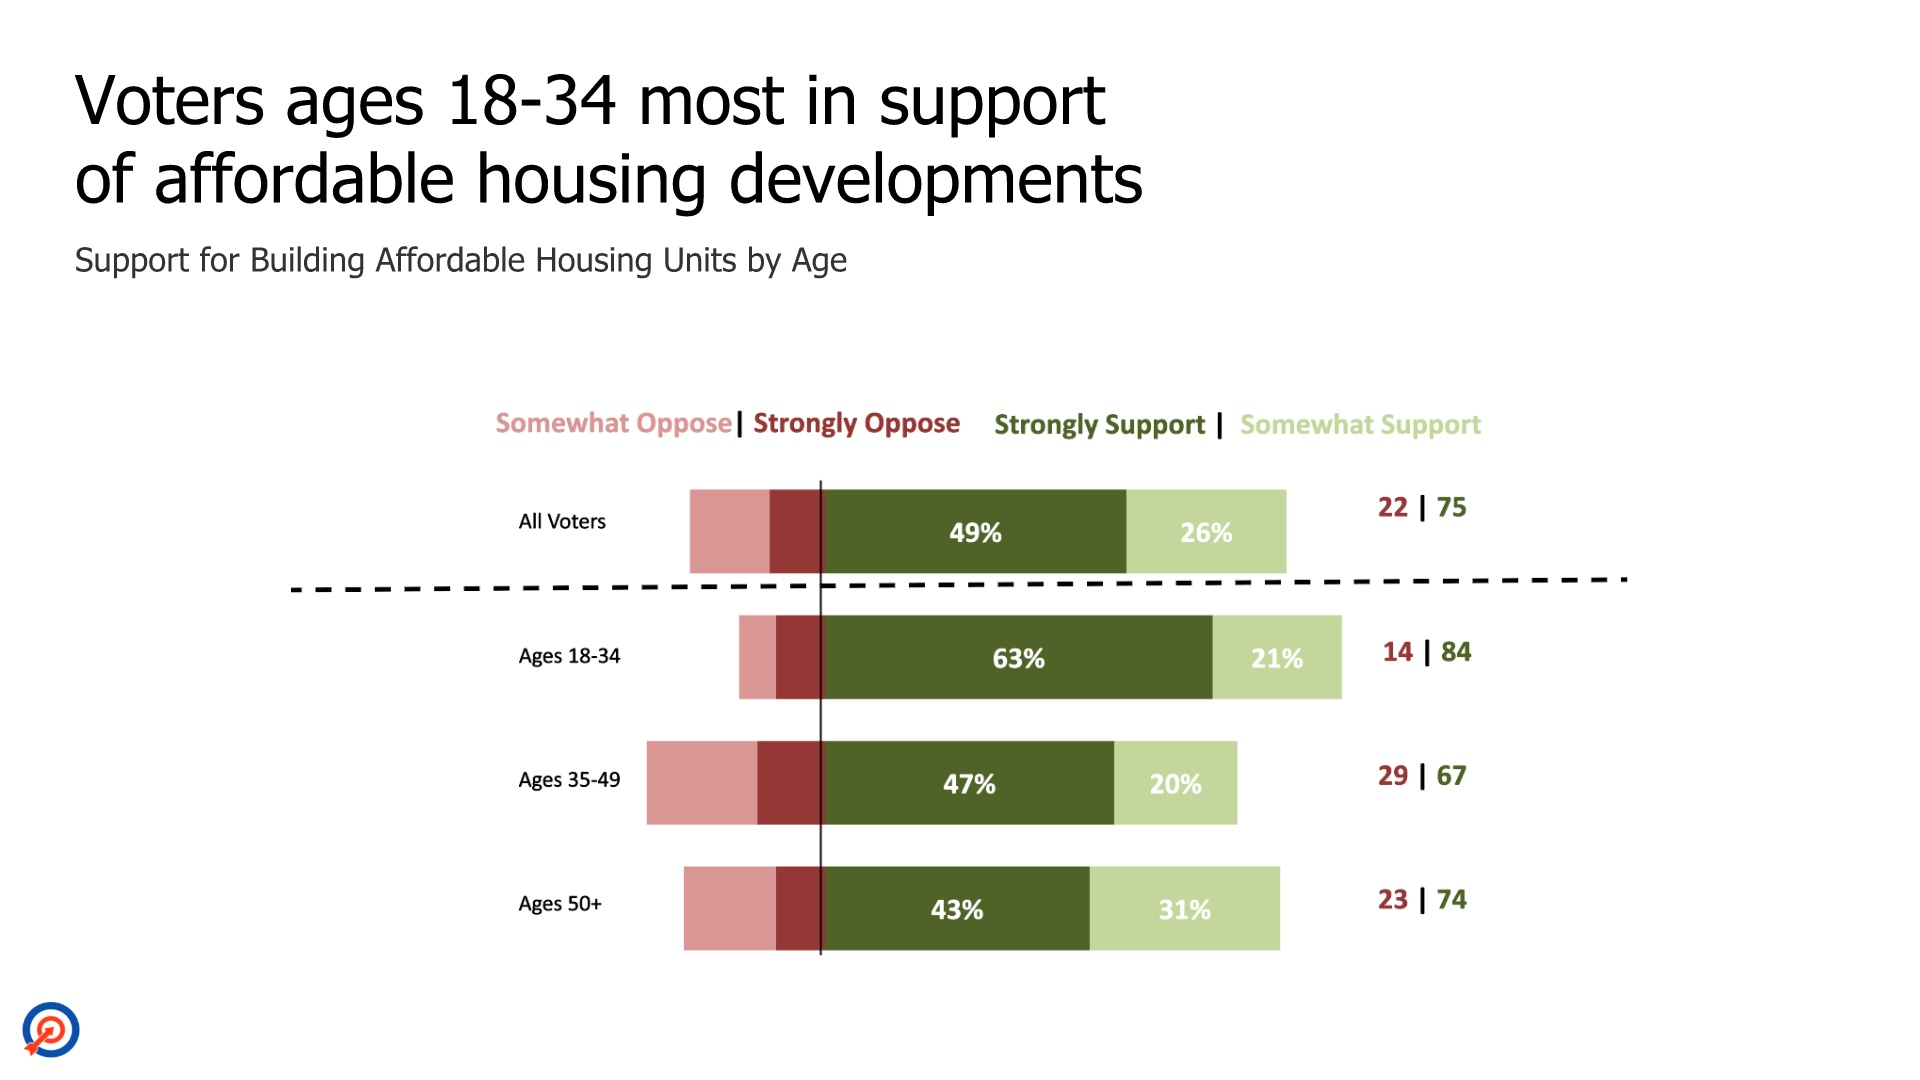 Voters ages 18-34 most in support
of affordable housing developments
Support for Building Affordable Housing Units by Age
Somewhat Oppose| Strongly Oppose Strongly Support | Somewhat Support
All Voters 49% 26% 22 | 75
Ages 18-34 63% 21% 14 | 84
Ages 35-49 47% 20% 29 | 67
Ages 50+ 43% 31% 23 | 74